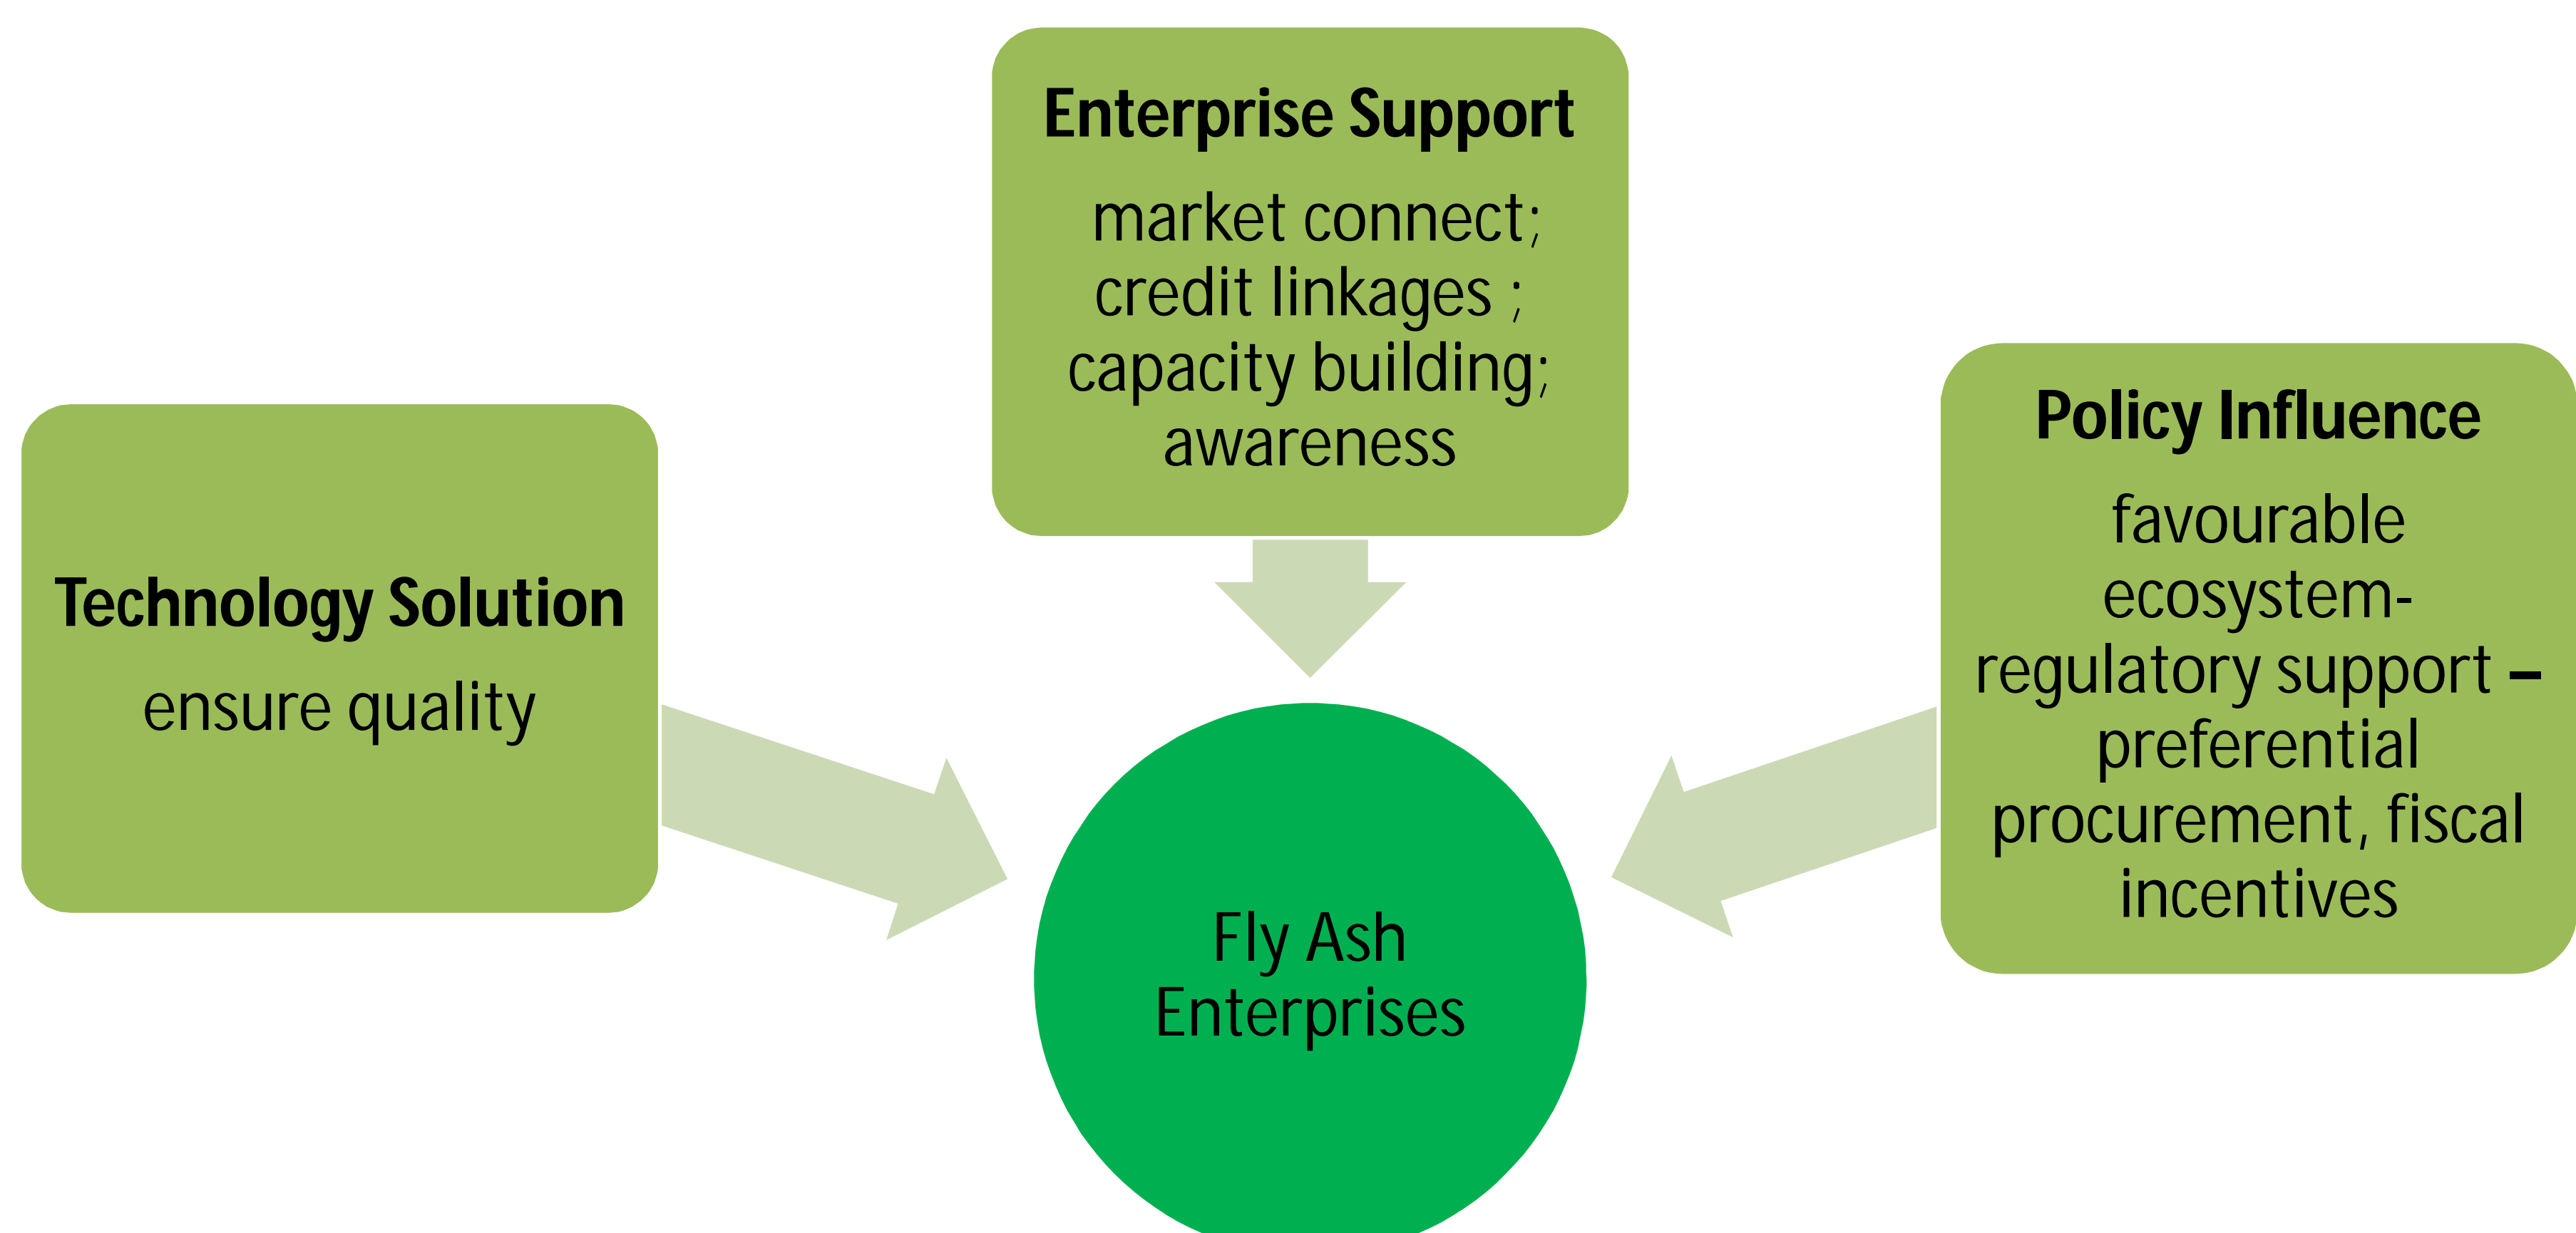 Technology Solution
ensure quality
Enterprise Support
market connect;
credit linkages ;
capacity building;
awareness
Policy Influence
favourable
ecosystem-
regulatory support –
preferential
procurement, fiscal
incentives
Fly Ash
Enterprises